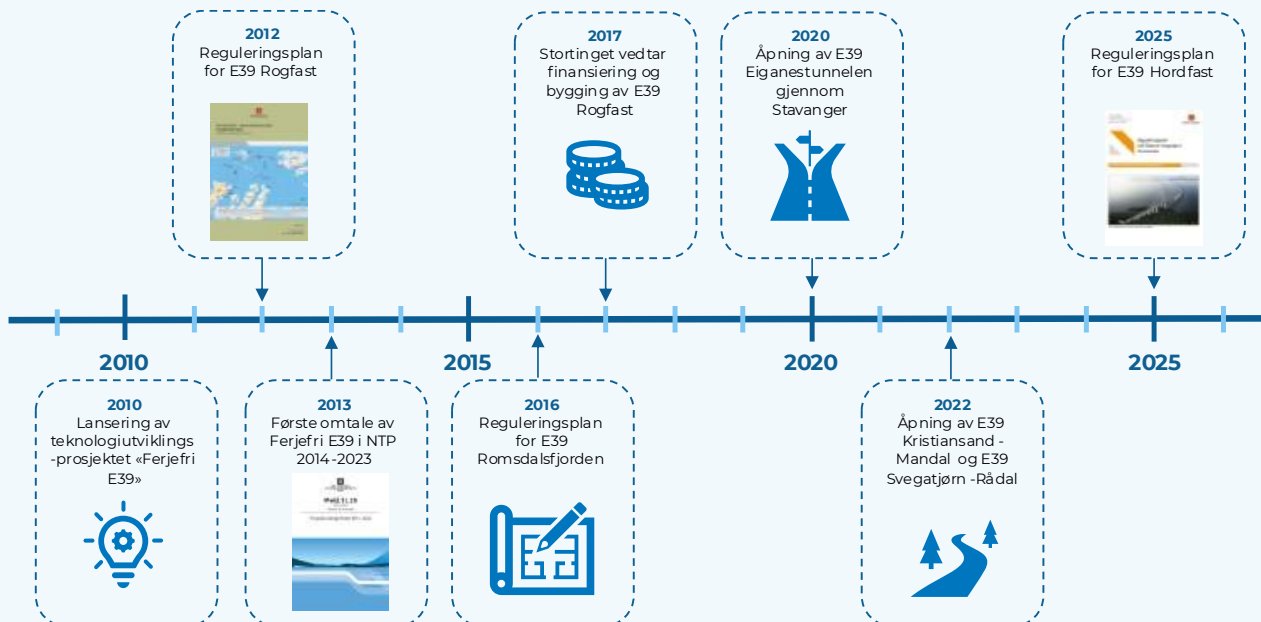 2012
Reguleringsplan
for E39 Rogfast
2017
Stortinget vedtar
finansiering og
bygging av E39
Rogfast
2020
Åpning av E39
Eiganestunnelen
gjennom
Stavanger
2025
Reguleringsplan
for E39 Hordfast
2010
2015
2020
2025
2010
Lansering av
teknologiutviklings
-prosjektet «Ferjefri
E39»
2013
Første omtale av
Ferjefri E39 i NTP
2014-2023
2016
Reguleringsplan
for E39
Romsdalsfjorden
2022
Åpning av E39
Kristiansand -
Mandal og E39
Svegatjørn -Rådal